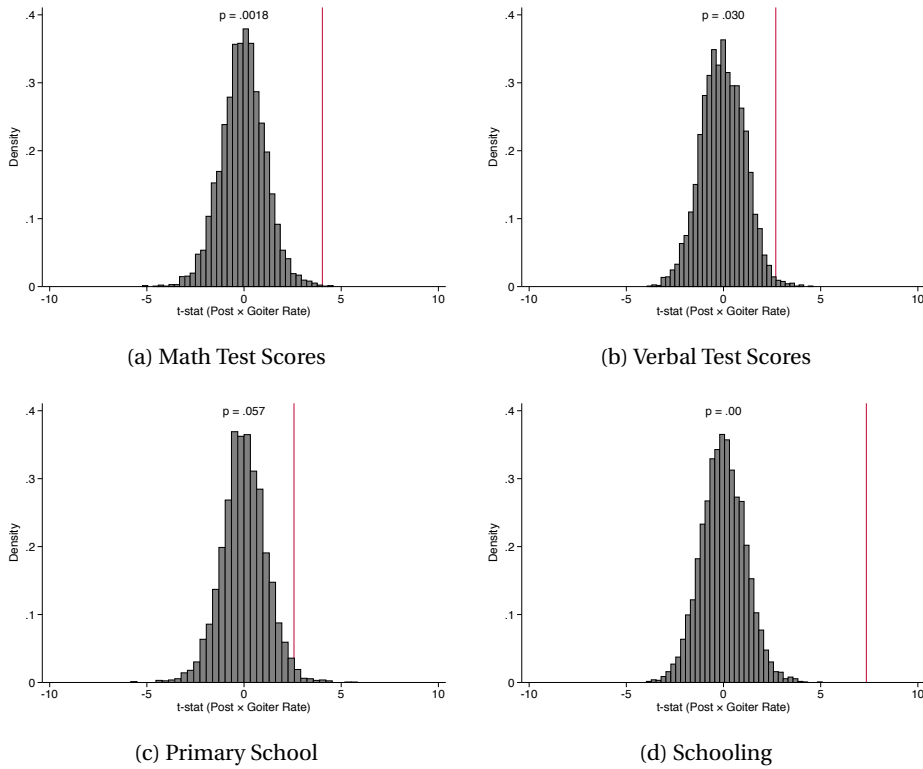 p = .0018
.4
.3
.2
.1
0
Density
-10 -5 0 5 10
t-stat (Post × Goiter Rate)
(a) Math Test Scores
p = .030
.4
.3
.2
.1
0
Density
-10 -5 0 5 10
t-stat (Post × Goiter Rate)
(b) Verbal Test Scores
p = .057
.4
.3
.2
.1
0
Density
-10 -5 0 5 10
t-stat (Post × Goiter Rate)
(c) Primary School
p = .00
.4
.3
.2
.1
0
Density
-10 -5 0 5 10
t-stat (Post × Goiter Rate)
(d) Schooling